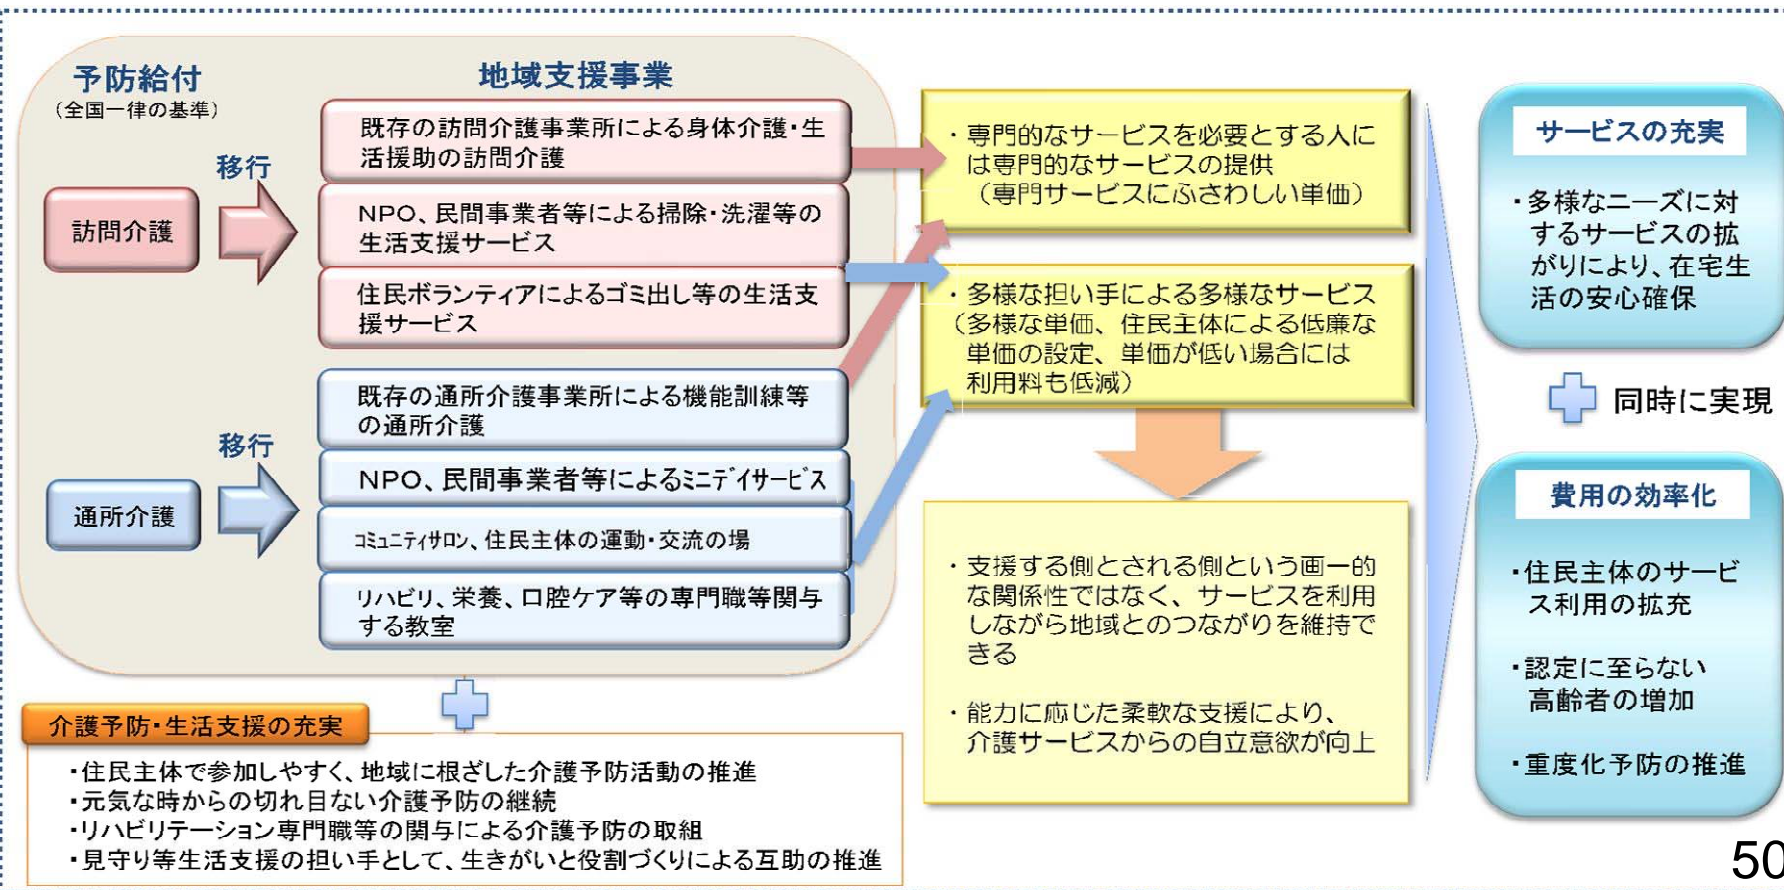 予防給付
(全国一律の基準)
地域支援事業
移行
訪問介護
既存の訪問介護事業所による身体介護・生
活援助の訪問介護
NPO、民間事業者等による掃除・洗濯等の
生活支援サービス
住民ボランティアによるゴミ出し等の生活支
援サービス
移行
通所介護
既存の通所介護事業所による機能訓練等
の通所介護
NPO、民間事業者等によるミニデイサービス
コミュニティサロン、住民主体の運動・交流の場
リハビリ、栄養、口腔ケア等の専門職等関与
する教室
介護予防・生活支援の充実
・住民主体で参加しやすく、地域に根ざした介護予防活動の推進
・元気な時からの切れ目ない介護予防の継続
・リハビリテーション専門職等の関与による介護予防の取組
・見守り等生活支援の担い手として、生きがいと役割づくりによる互助の推進
・専門的なサービスを必要とする人に
は専門的なサービスの提供
(専門サービスにふさわしい単価)
・多様な担い手による多様なサービス
(多様な単価、住民主体による低廉な
単価の設定、単価が低い場合には
利用料も低減)
・支援する側とされる側という画一的
な関係性ではなく、サービスを利用
しながら地域とのつながりを維持で
きる
・能力に応じた柔軟な支援により、
介護サービスからの自立意欲が向上
サービスの充実
・多様なニーズに対
するサービスの拡
がりにより、在宅生
活の安心確保
同時に実現
費用の効率化
・住民主体のサービ
ス利用の拡充
・認定に至らない
高齢者の増加
・重度化予防の推進
50